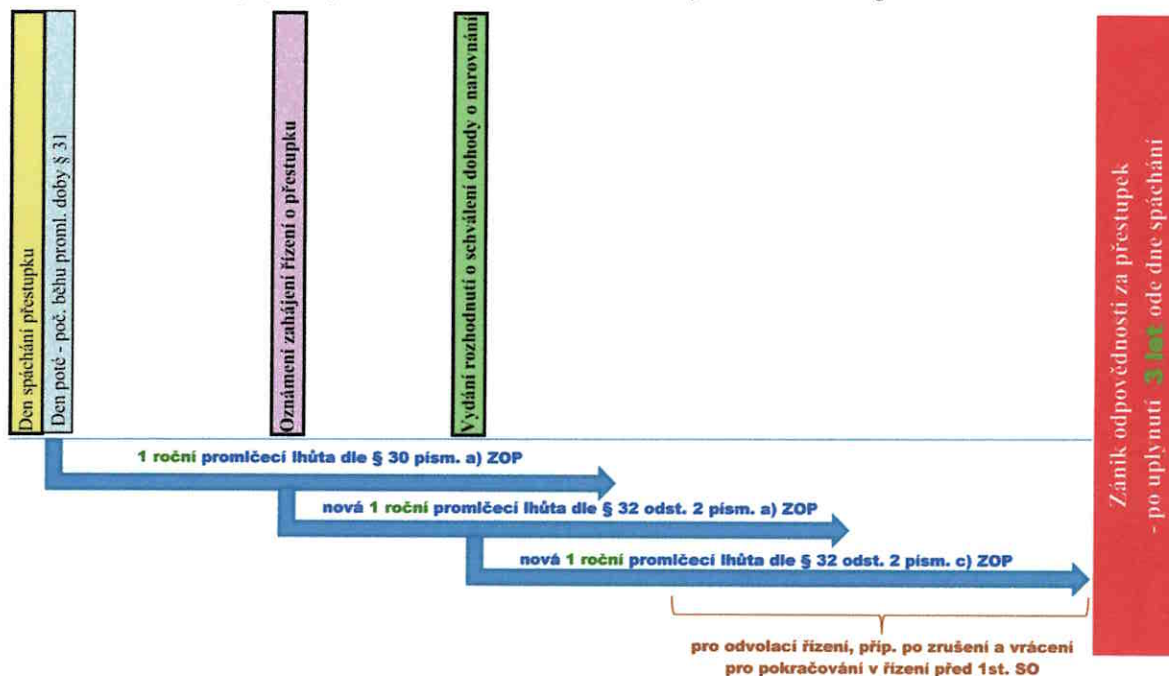 Den spáchání přestupku
Den poté - poč. běhu proml. doby § 31
Oznámení zahájení řízení o přestupku
Vydání rozhodnutí o schválení dohody o narovnání
1 roční promlčecí lhůta dle § 30 písm. a) ZOP
nová 1 roční promlčecí lhůta dle § 32 odst. 2 písm. a) ZOP
nová 1 roční promlčecí lhůta dle § 32 odst. 2 písm. c) ZOP
pro odvolací řízení, příp. po zrušení a vrácení
pro pokračování v řízení před 1st. SO
Zánik odpovědnosti za přestupek
- po uplynutí 3 let ode dne spáchání